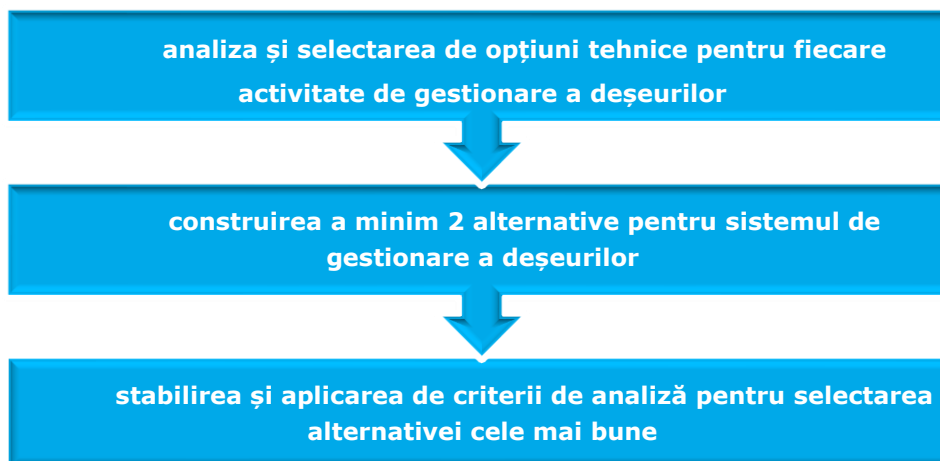 analiza și selectarea de opțiuni tehnice pentru fiecare
activitate de gestionare a deșeurilor
construirea a minim 2 alternative pentru sistemul de
gestionare a deșeurilor
stabilirea și aplicarea de criterii de analiză pentru selectarea
alternativei cele mai bune